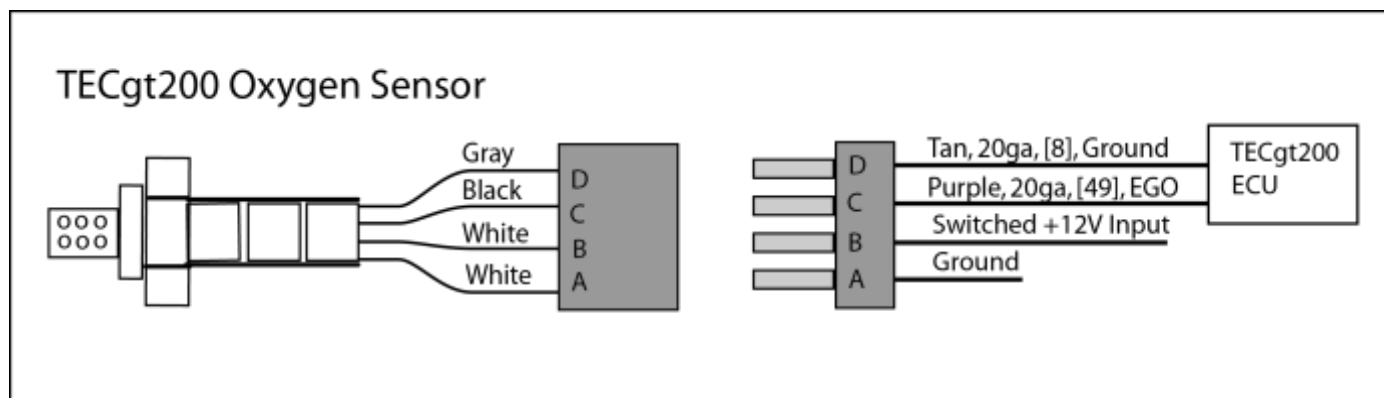 TECgt200 Oxygen Sensor
Gray
Black
White
White
D
C
B
A
D
C
B
A
Tan, 20ga, [8], Ground
Purple, 20ga, [49], EGO
Switched +12V Input
Ground
TECgt200
ECU